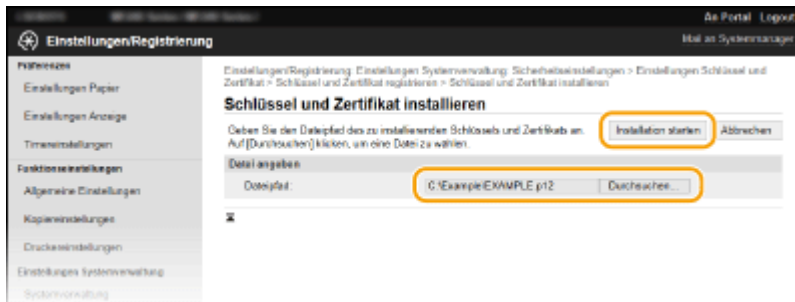 An Portal Logout
Einstellungen/Registrierung
Mail an Systemmanager
Präferenzen
Einstellungen Papier
Einstellungen Anzeige
Timereinstellungen
Funktionseinstellungen
Allgemeine Einstellungen
Kopiereinstellungen
Druckereinstellungen
Einstellungen Systemverwaltung
Systemverwaltung
Einstellungen/Registrierung: Einstellungen Systemverwaltung: Sicherheitseinstellungen > Einstellungen Schlüssel und
Zertifikat > Schlüssel und Zertifikat registrieren > Schlüssel und Zertifikat installieren
Schlüssel und Zertifikat installieren
Geben Sie den Dateipfad des zu installierenden Schlüssels und Zertifikats an.
Auf [Durchsuchen] klicken, um eine Datei zu wählen.
Installation starten Abbrechen
Datei angeben
Dateipfad: C:\Example\EXAMPLE.p12 Durchsuchen...